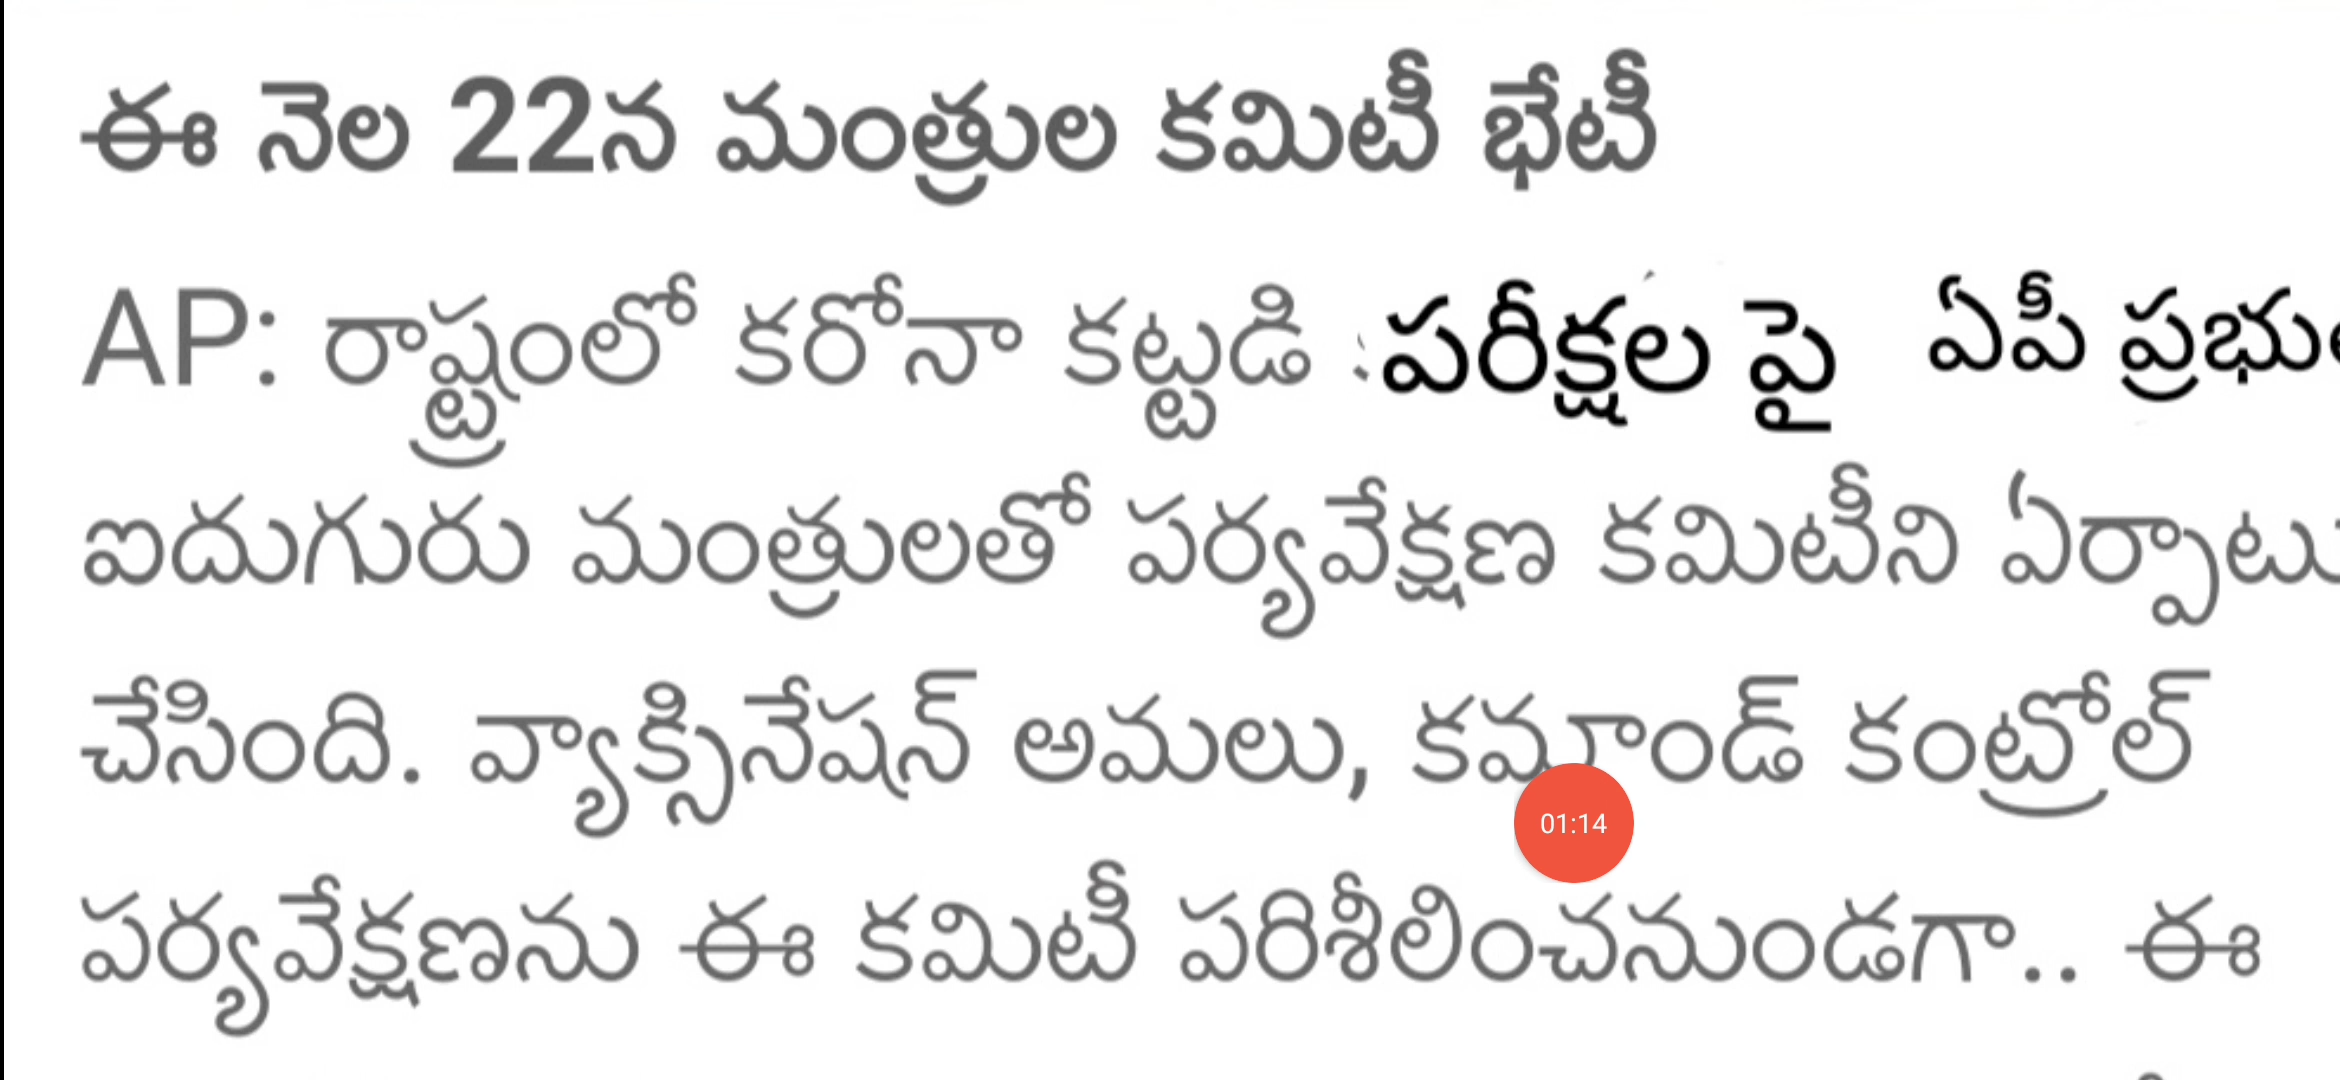 ఈ నెల 22న మంత్రుల కమిటీ భేటీ
AP: రాష్ట్రంలో కరోనా కట్టడి పరీక్షల పై ఏపీ
ఐదుగురు మంత్రులతో పర్యవేక్షణ కమిటీని ఏర్పాటు
చేసింది. వ్యాక్సినేషన్ అమలు, కమాండ్ కంట్రోల్
01:14
పర్యవేక్షణను ఈ కమిటీ పరిశీలించనుండగా.. ఈ